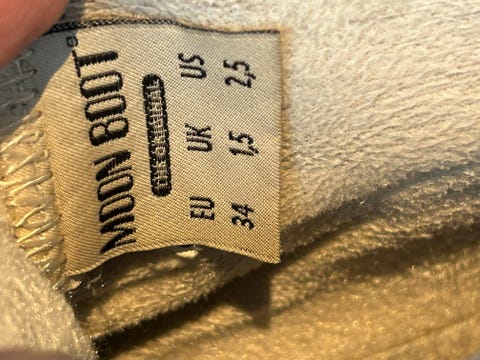 MOON BOOT®
THE ORIGINAL
EU UK US
34 1,5 2,5